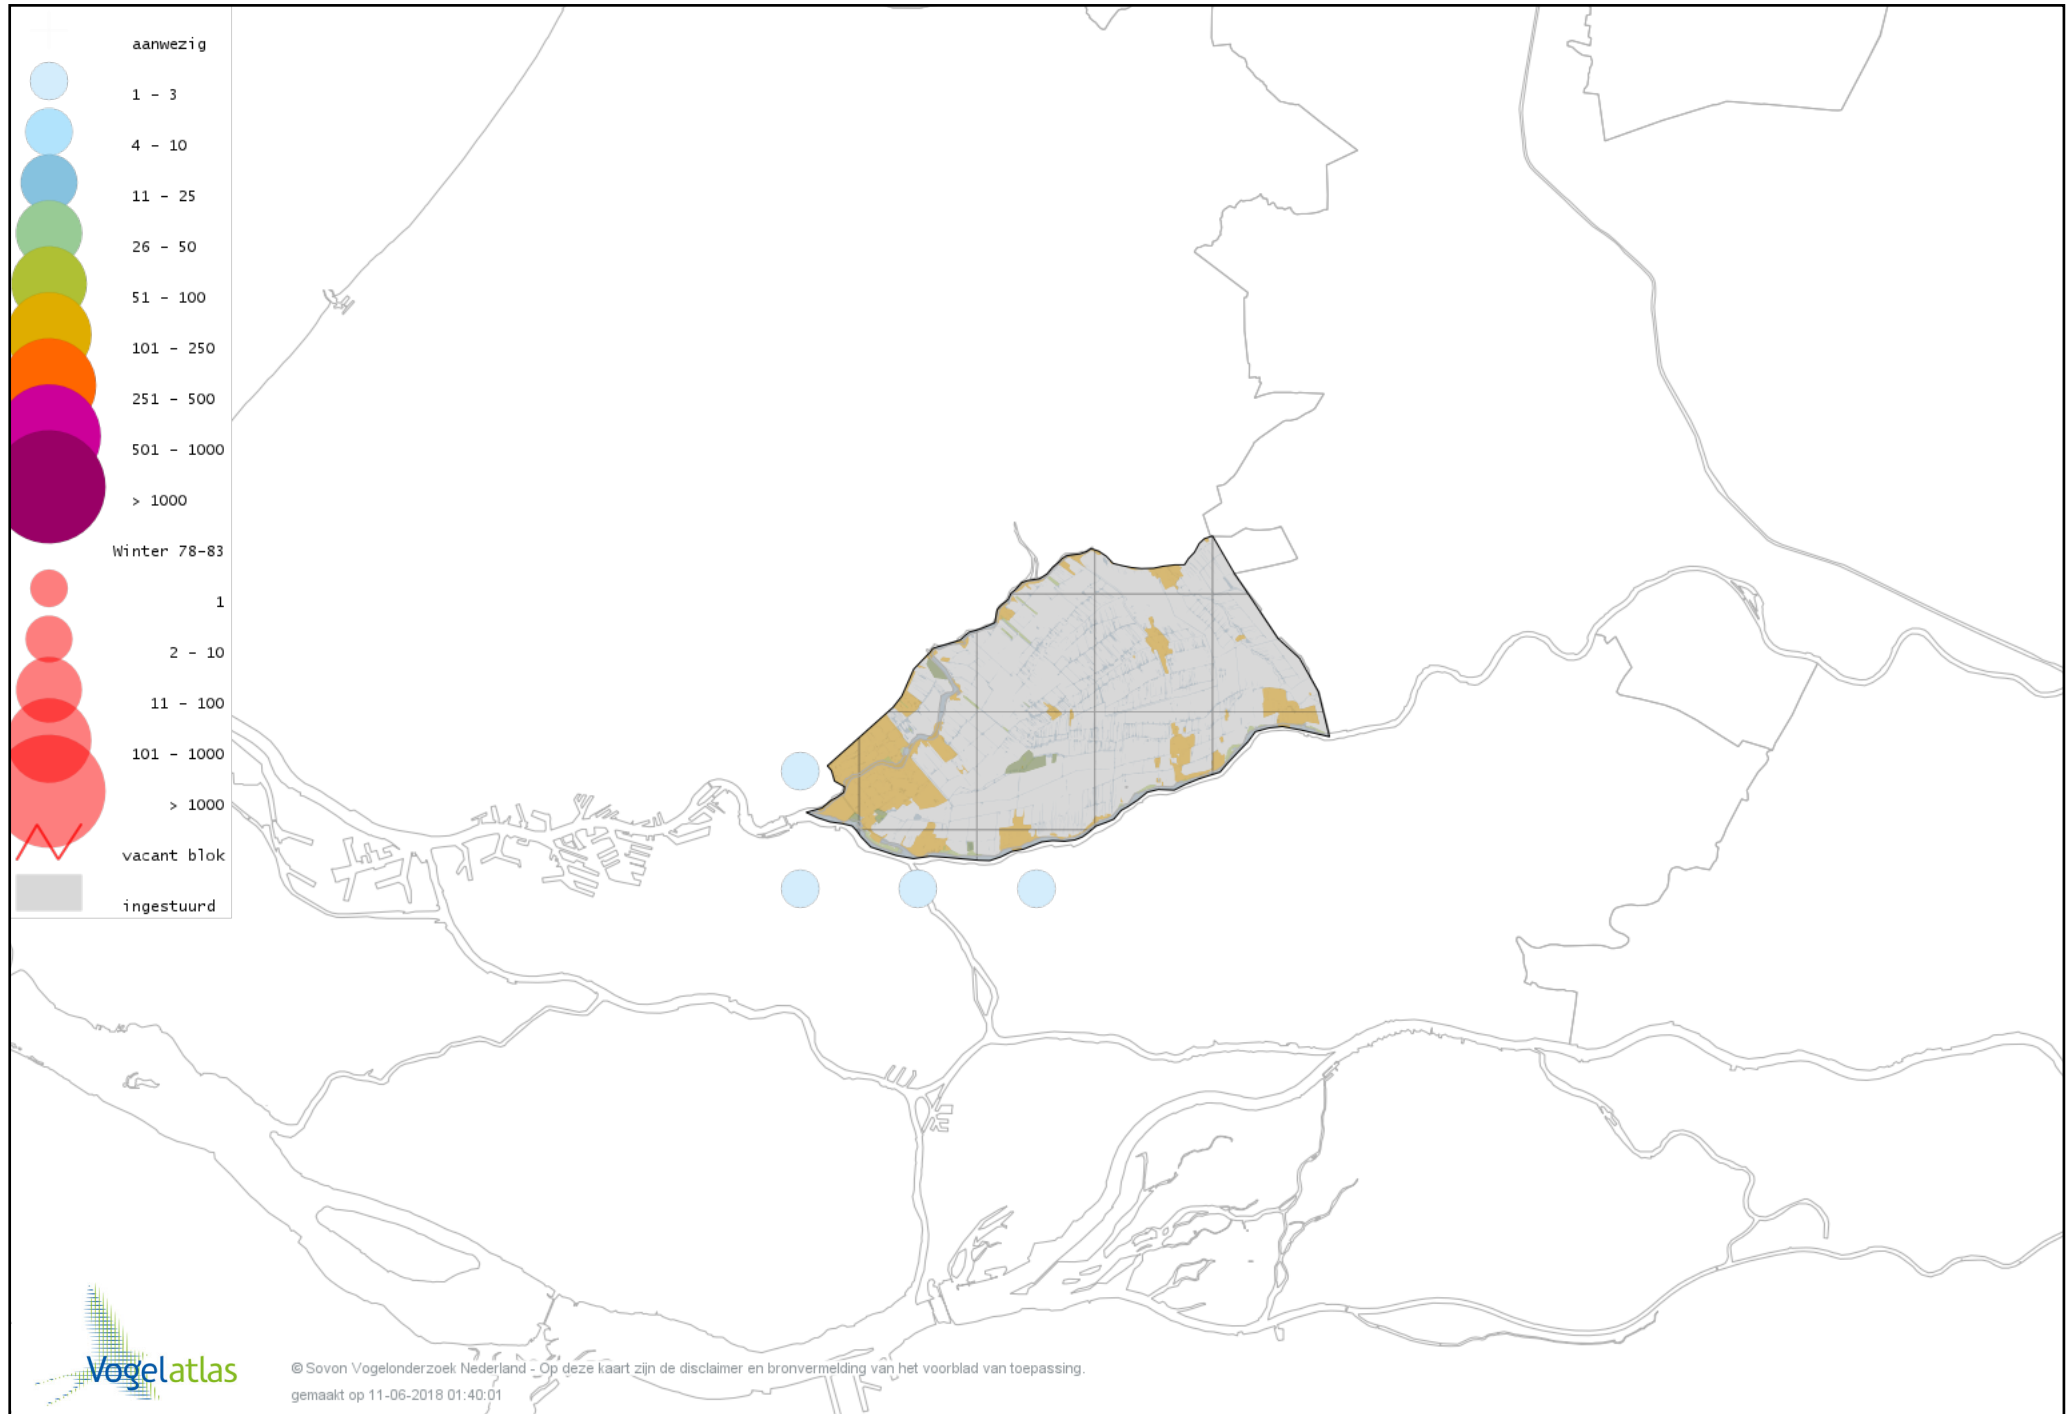 aanwezig
1 - 3
4 - 10
11 - 25
26 - 50
51 - 100
101 - 250
251 - 500
501 - 1000
> 1000
Winter 78-83
1
2 - 10
11 - 100
101 - 1000
> 1000
vacant blok
ingestuurd
Vogelatlas
© Sovon Vogelonderzoek Nederland - Op deze kaart zijn de disclaimer en bronvermelding van het voorblad van toepassing.
gemaakt op 11-06-2018 01:40:01